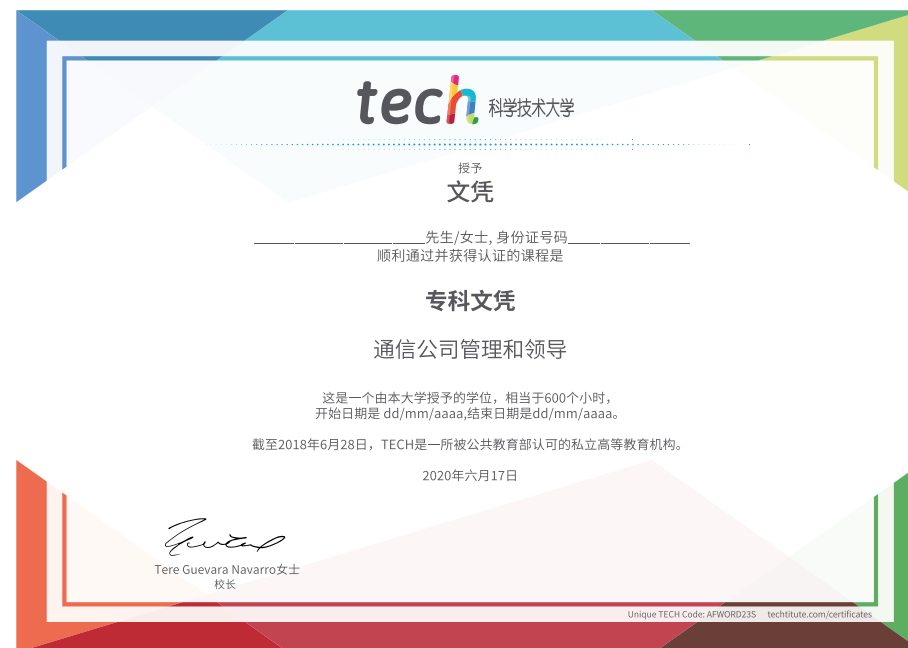 tech 科学技术大学
授予
文凭
______________________先生/女士, 身份证号码________________
顺利通过并获得认证的课程是
专科文凭
通信公司管理和领导
这是一个由本大学授予的学位，相当于600个小时，
开始日期是 dd/mm/aaaa,结束日期是dd/mm/aaaa。
截至2018年6月28日，TECH是一所被公共教育部认可的私立高等教育机构。
2020年六月17日
Tere Guevara Navarro女士
校长
Unique TECH Code: AFWORD23S techtitute.com/certificates